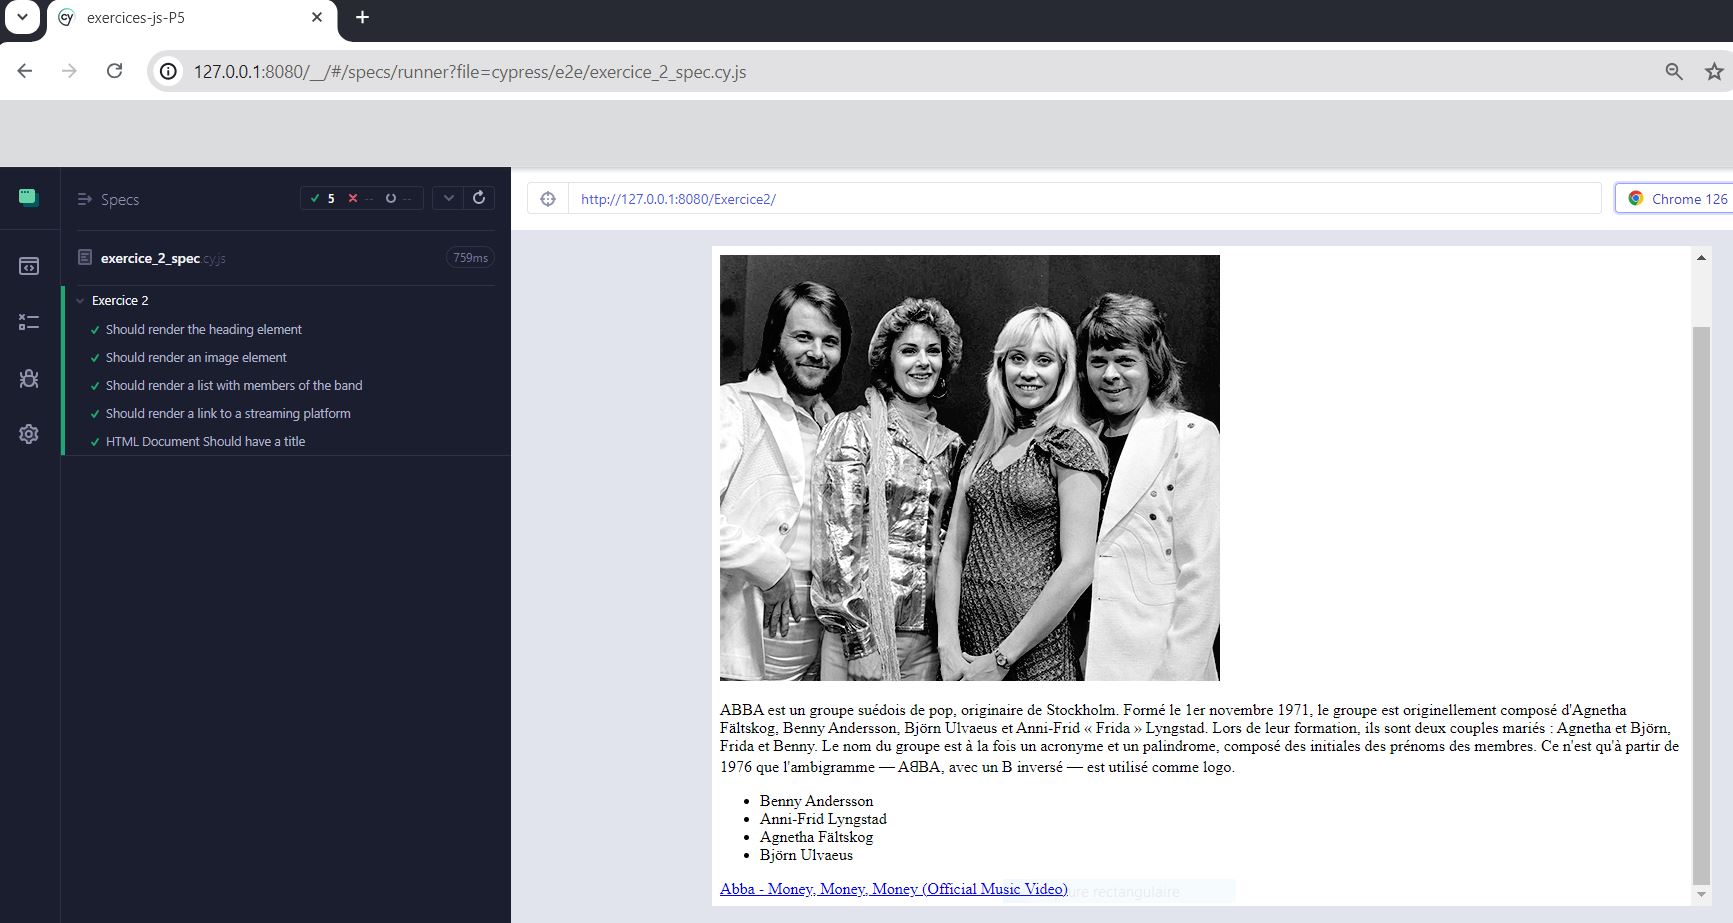 exercices-js-P5
127.0.0.1:8080/__/#/specs/runner?file=cypress/e2e/exercice_2_spec.cy.js
Specs
5 -- --
http://127.0.0.1:8080/Exercice2/
Chrome 126
exercice_2_spec.cy.js
759ms
Exercice 2
Should render the heading element
Should render an image element
Should render a list with members of the band
Should render a link to a streaming platform
HTML Document Should have a title
ABBA est un groupe suédois de pop, originaire de Stockholm. Formé le 1er novembre 1971, le groupe est originellement composé d'Agnetha
Fältskog, Benny Andersson, Björn Ulvaeus et Anni-Frid « Frida » Lyngstad. Lors de leur formation, ils sont deux couples mariés : Agnetha et Björn,
Frida et Benny. Le nom du groupe est à la fois un acronyme et un palindrome, composé des initiales des prénoms des membres. Ce n'est qu'à partir de
1976 que l'ambigramme — AᗺBA, avec un B inversé — est utilisé comme logo.
Benny Andersson
Anni-Frid Lyngstad
Agnetha Fältskog
Björn Ulvaeus
Abba - Money, Money, Money (Official Music Video)
rectangulaire